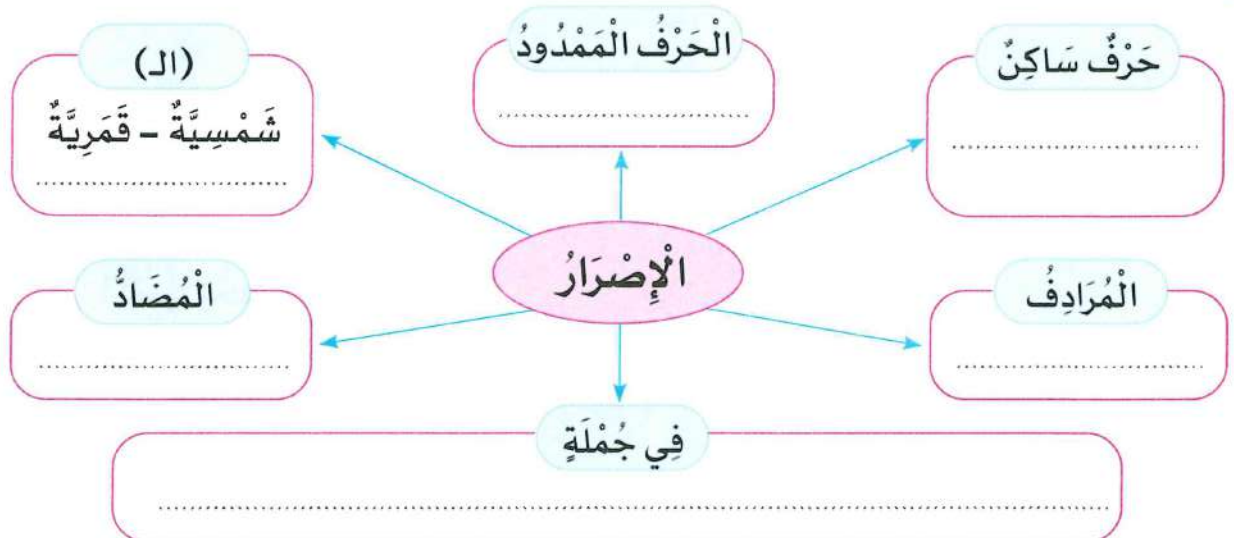 حَرْفٌ سَاكِنٌ
..............................
الْحَرْفُ الْمَمْدُودُ
..............................
(الـ)
شَمْسِيَّةٌ – قَمَرِيَّةٌ
..............................
الْإِصْرَارُ
الْمُرَادِفُ
..............................
الْمُضَادُّ
..............................
فِي جُمْلَةٍ
..............................